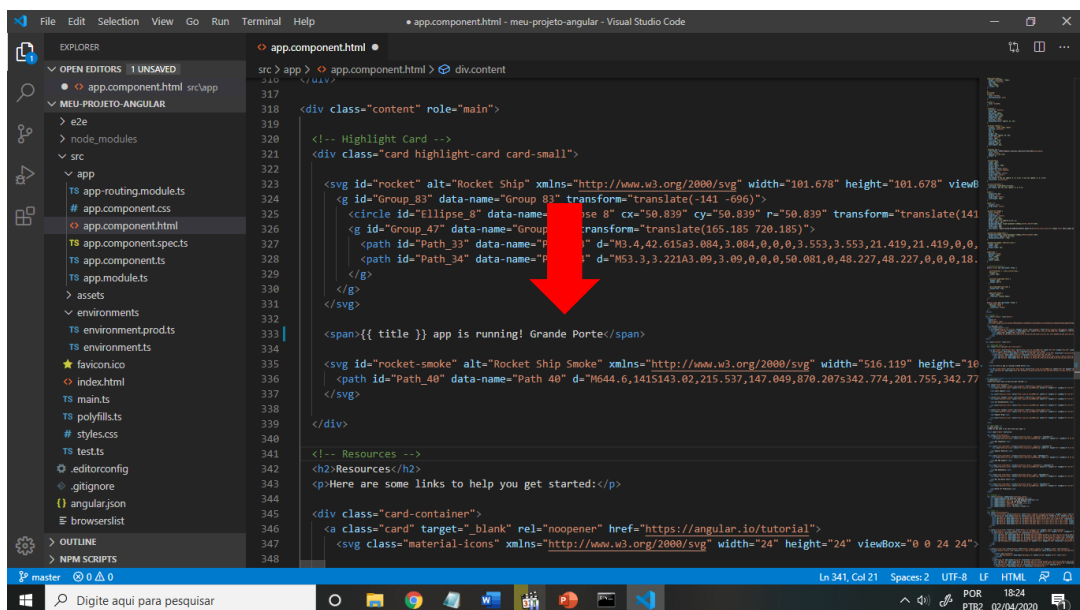 File Edit Selection View Go Run Terminal Help
● app.component.html - meu-projeto-angular - Visual Studio Code
EXPLORER
OPEN EDITORS 1 UNSAVED
● <> app.component.html src\app
MEU-PROJETO-ANGULAR
> e2e
> node_modules
src
app
TS app-routing.module.ts
# app.component.css
<> app.component.html
TS app.component.spec.ts
TS app.component.ts
TS app.module.ts
> assets
environments
TS environment.prod.ts
TS environment.ts
favicon.ico
<> index.html
TS main.ts
TS polyfills.ts
# styles.css
TS test.ts
.editorconfig
.gitignore
{} angular.json
browserslist
> OUTLINE
> NPM SCRIPTS
1
<> app.component.html ●
src > app > <> app.component.html > div.content
316 </div>
317
318 <div class="content" role="main">
319
320 <!-- Highlight Card -->
321 <div class="card highlight-card card-small">
322
323 <svg id="rocket" alt="Rocket Ship" xmlns="http://www.w3.org/2000/svg" width="101.678" height="101.678" viewB
324 <g id="Group_83" data-name="Group 83" transform="translate(-141 -696)">
325 <circle id="Ellipse_8" data-name= se 8" cx="50.839" cy="50.839" r="50.839" transform="translate(141
326 <g id="Group_47" data-name="Group transform="translate(165.185 720.185)">
327 <path id="Path_33" data-name="P " d="M3.4,42.615a3.084,3.084,0,0,0,3.553,3.553,21.419,21.419,0,0,
328 <path id="Path_34" data-name="P " d="M53.3,3.221A3.09,3.09,0,0,0,50.081,0,48.227,48.227,0,0,0,18.
329 </g>
330 </g>
331 </svg>
332
333 <span>{{ title }} app is running! Grande Porte</span>
334
335 <svg id="rocket-smoke" alt="Rocket Ship Smoke" xmlns="http://www.w3.org/2000/svg" width="516.119" height="10
336 <path id="Path_40" data-name="Path 40" d="M644.6,141S143.02,215.537,147.049,870.207s342.774,201.755,342.77
337 </svg>
338
339 </div>
340
341 <!-- Resources -->
342 <h2>Resources</h2>
343 <p>Here are some links to help you get started:</p>
344
345 <div class="card-container">
346 <a class="card" target="_blank" rel="noopener" href="https://angular.io/tutorial">
347 <svg class="material-icons" xmlns="http://www.w3.org/2000/svg" width="24" height="24" viewBox="0 0 24 24">
348
master 0 0 Ln 341, Col 21 Spaces: 2 UTF-8 LF HTML
Digite aqui para pesquisar
POR 18:24
PTB2 02/04/2020